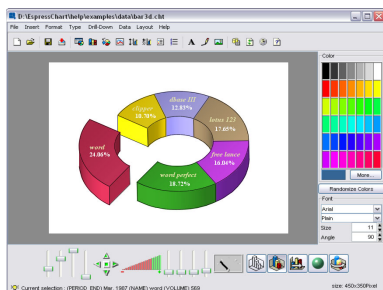 D:\EspressChart\help\examples\data\bar3d.cht
File Insert Format Type Drill-Down Data Layout Help
Color
More...
Randomize Colors
Font
Arial
Plain
Size 11
Angle 90
dbase III
12.83%
clipper
10.70%
lotus 123
17.65%
word
24.06%
free lance
16.04%
word perfect
18.72%
Current selection : (PERIOD_END) Mar, 1987 (NAME) word (VOLUME) 569
size: 450x350Pixel